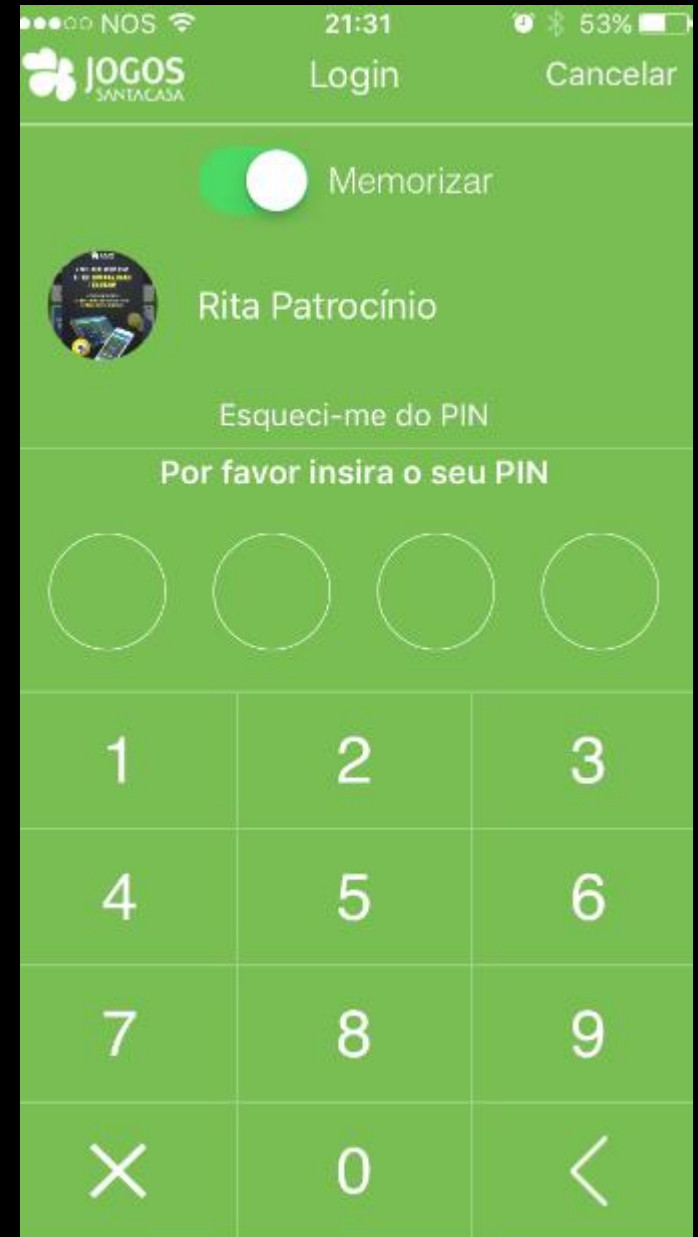 NOS 21:31 53%
JOGOS Login Cancelar
SANTACASA
Memorizar
Rita Patrocínio
Esqueci-me do PIN
Por favor insira o seu PIN
1 2 3
4 5 6
7 8 9
0